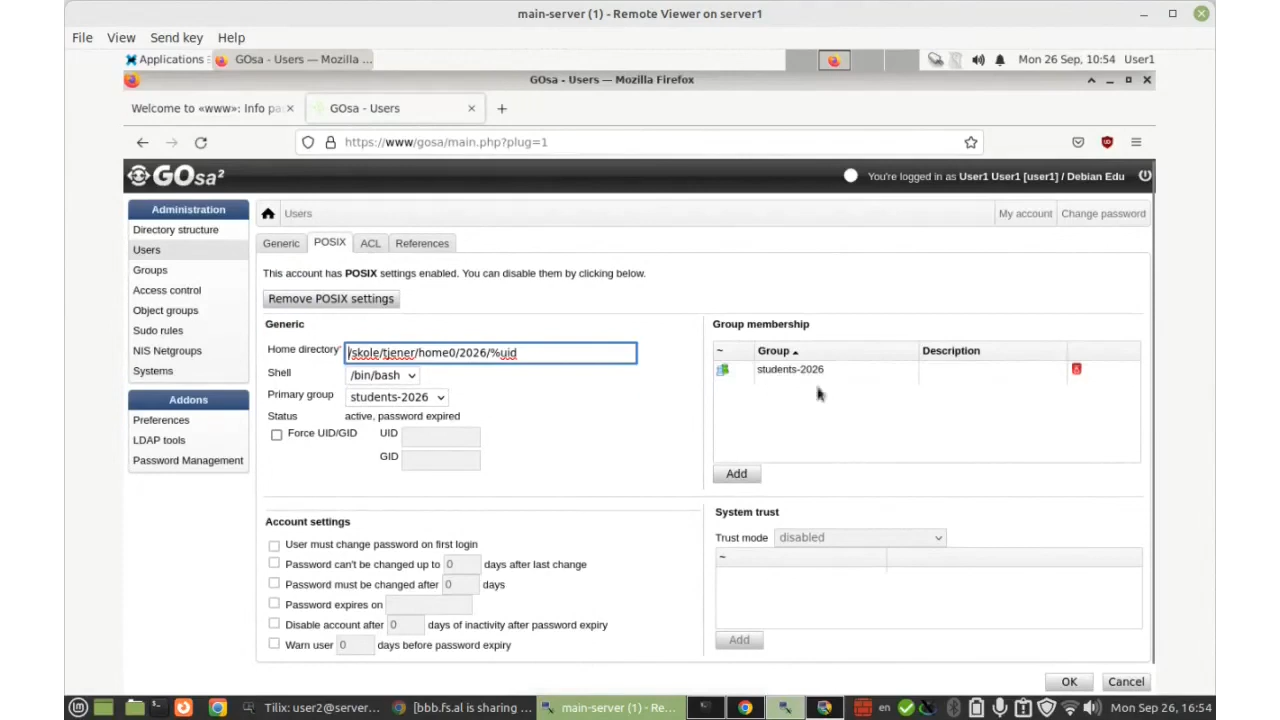 main-server (1) - Remote Viewer on server1
File View Send key Help
Applications GOsa - Users — Mozilla ... Mon 26 Sep, 10:54 User1
GOsa - Users — Mozilla Firefox
Welcome to «www»: Info pa GOsa - Users
https://www/gosa/main.php?plug=1
GOsa² You're logged in as User1 User1 [user1] / Debian Edu
Administration
Directory structure
Users
Groups
Access control
Object groups
Sudo rules
NIS Netgroups
Systems
Addons
Preferences
LDAP tools
Password Management
Users My account Change password
Generic POSIX ACL References
This account has POSIX settings enabled. You can disable them by clicking below.
Remove POSIX settings
Generic
Home directory* /skole/tjener/home0/2026/%uid
Shell /bin/bash
Primary group students-2026
Status active, password expired
Force UID/GID UID
GID
Group membership
~ Group Description
students-2026
Add
Account settings
User must change password on first login
Password can't be changed up to 0 days after last change
Password must be changed after 0 days
Password expires on
Disable account after 0 days of inactivity after password expiry
Warn user 0 days before password expiry
System trust
Trust mode disabled
~
Add
OK Cancel
Tilix: user2@server... [bbb.fs.al is sharing ... main-server (1) - Re... en Mon Sep 26, 16:54